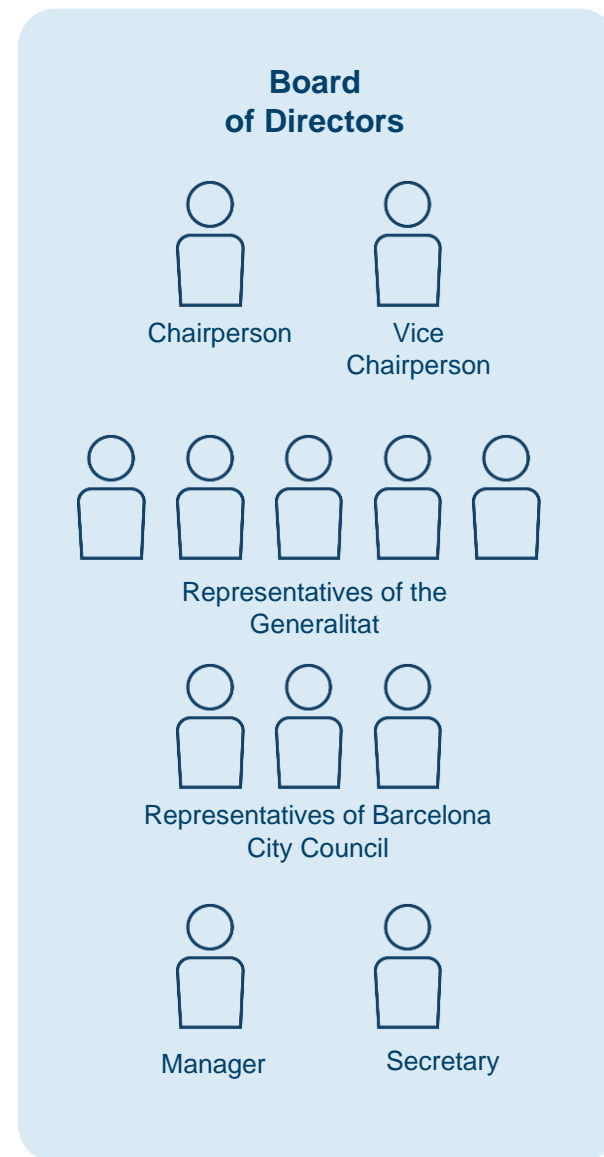 Board
of Directors
Chairperson
Vice
Chairperson
Representatives of the
Generalitat
Representatives of Barcelona
City Council
Manager
Secretary